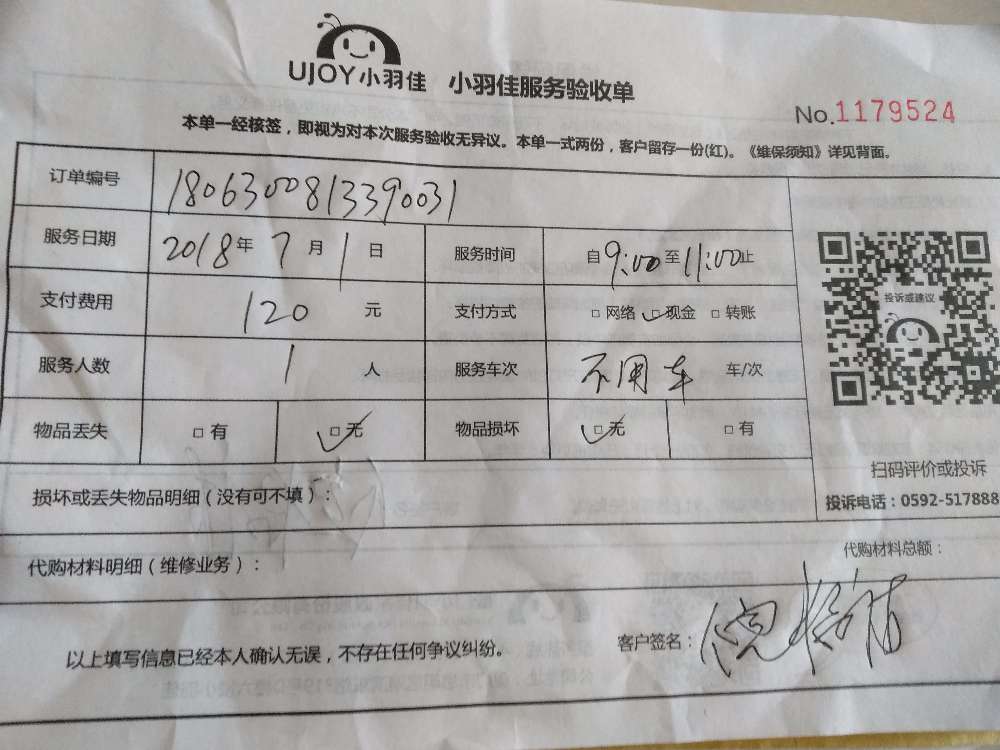 UJOY小羽佳 小羽佳服务验收单
No.1179524
本单一经核签，即视为对本次服务验收无异议。本单一式两份，客户留存一份(红)。《维保须知》详见背面。
订单编号 1806300813390031
服务日期 2018年7月1日 服务时间 自9:00至11:00止
支付费用 120 元 支付方式 □网络 □现金 □转账
服务人数 1 人 服务车次 不用车 车/次
物品丢失 □有 □无 物品损坏 □无 □有
投诉或建议
扫码评价或投诉
投诉电话：0592-517888
损坏或丢失物品明细（没有可不填）：
代购材料明细（维修业务）：
代购材料总额：
以上填写信息已经本人确认无误，不存在任何争议纠纷。
客户签名：